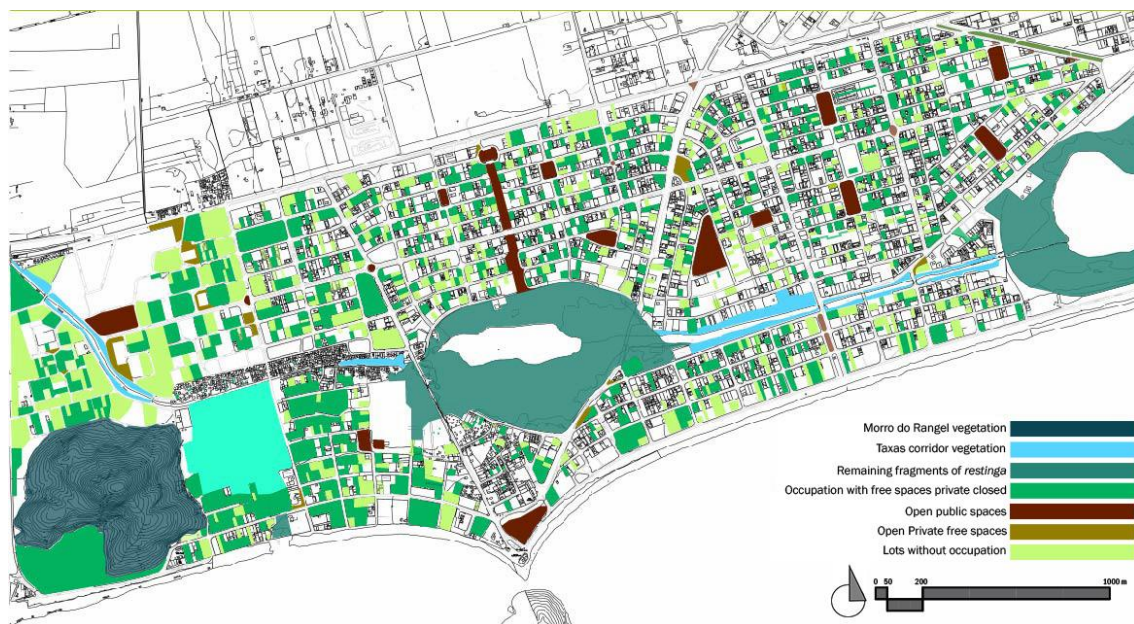 Morro do Rangel vegetation
Taxas corridor vegetation
Remaining fragments of restinga
Occupation with free spaces private closed
Open public spaces
Open Private free spaces
Lots without occupation
0 50 200 1000 m